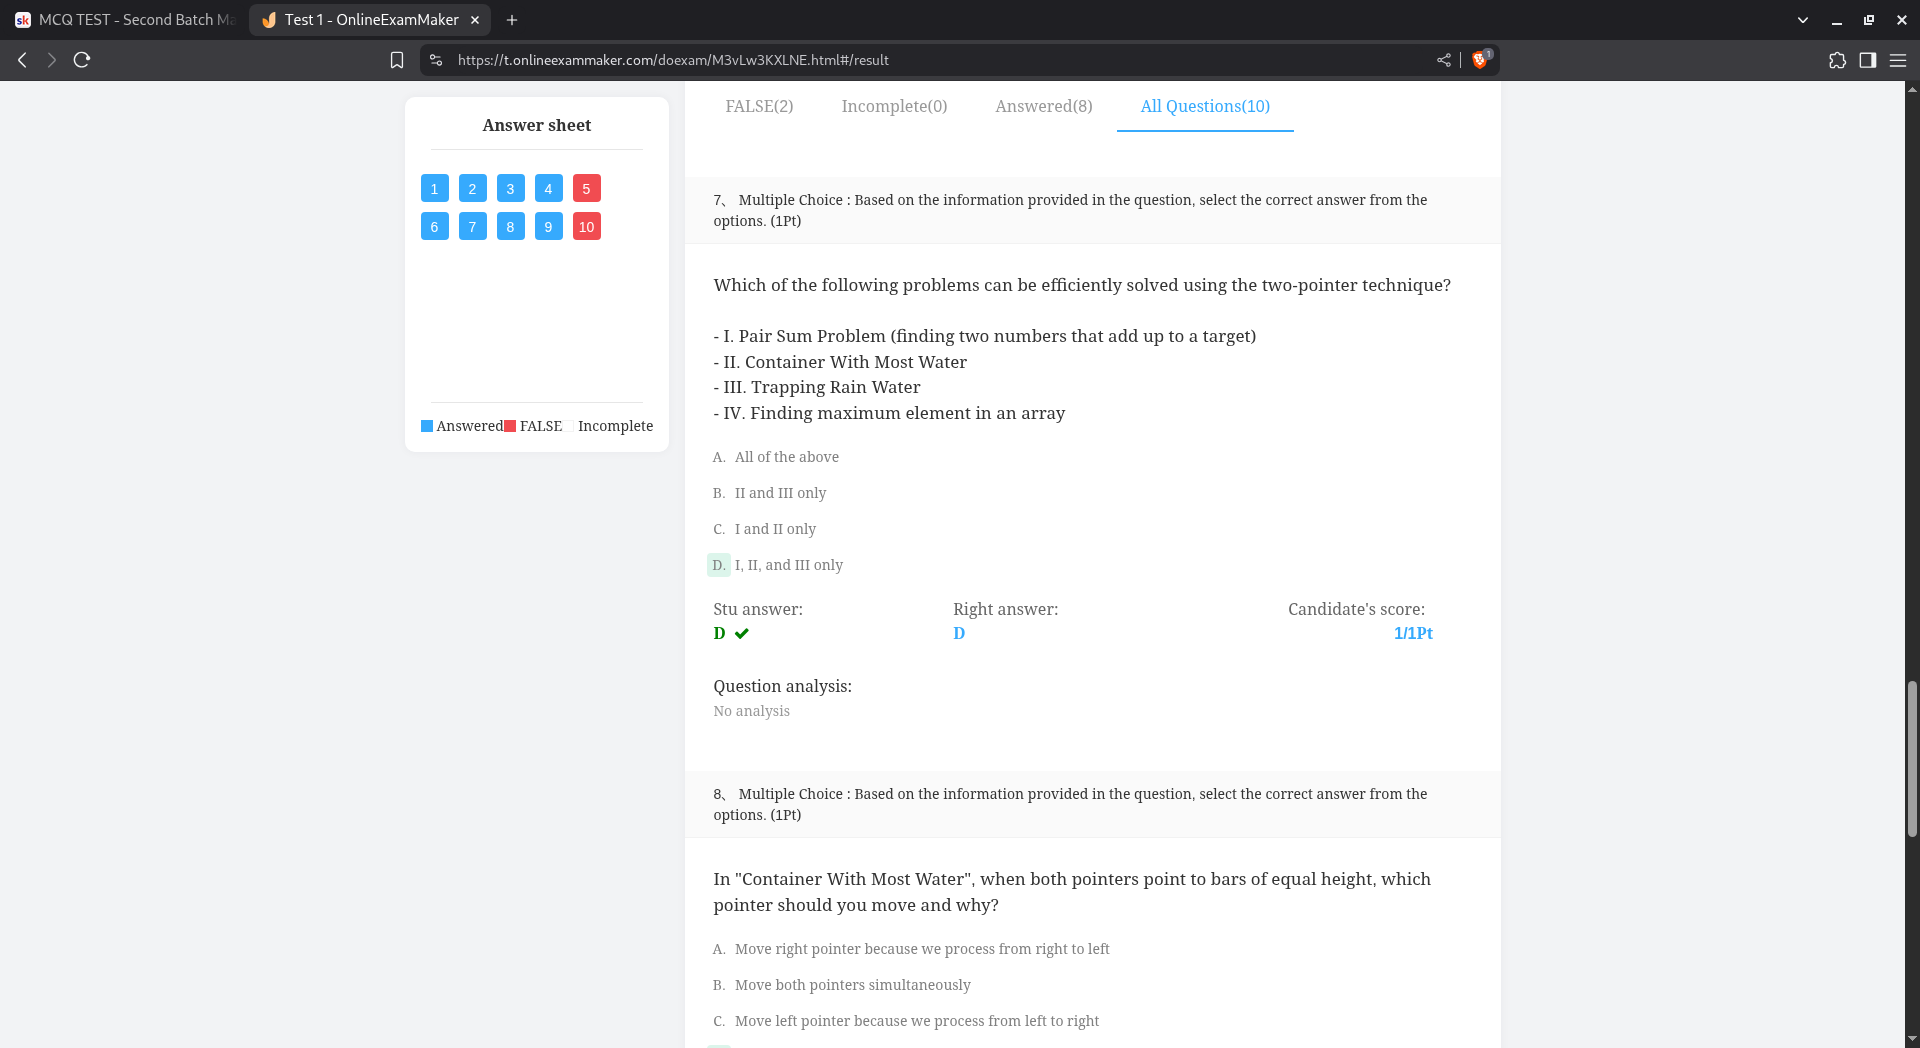 MCQ TEST - Second Batch Ma
Test 1 - OnlineExamMaker
https://t.onlineexammaker.com/doexam/M3vLw3KXLNE.html#/result
1
Answer sheet
1 2 3 4 5
6 7 8 9 10
Answered FALSE Incomplete
FALSE(2) Incomplete(0) Answered(8) All Questions(10)
7、 Multiple Choice : Based on the information provided in the question, select the correct answer from the
options. (1Pt)
Which of the following problems can be efficiently solved using the two-pointer technique?
- I. Pair Sum Problem (finding two numbers that add up to a target)
- II. Container With Most Water
- III. Trapping Rain Water
- IV. Finding maximum element in an array
A. All of the above
B. II and III only
C. I and II only
D. I, II, and III only
Stu answer: Right answer: Candidate's score:
D ✔ D 1/1Pt
Question analysis:
No analysis
8、 Multiple Choice : Based on the information provided in the question, select the correct answer from the
options. (1Pt)
In "Container With Most Water", when both pointers point to bars of equal height, which
pointer should you move and why?
A. Move right pointer because we process from right to left
B. Move both pointers simultaneously
C. Move left pointer because we process from left to right